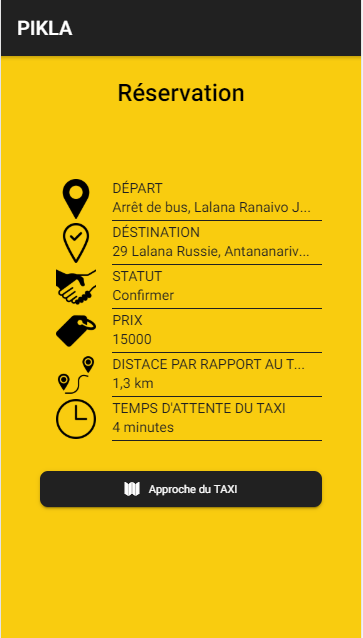 PIKLA
Réservation
DÉPART
Arrêt de bus, Lalana Ranaivo J...
DÉSTINATION
29 Lalana Russie, Antananariv...
STATUT
Confirmer
PRIX
15000
DISTACE PAR RAPPORT AU T...
1,3 km
TEMPS D'ATTENTE DU TAXI
4 minutes
Approche du TAXI